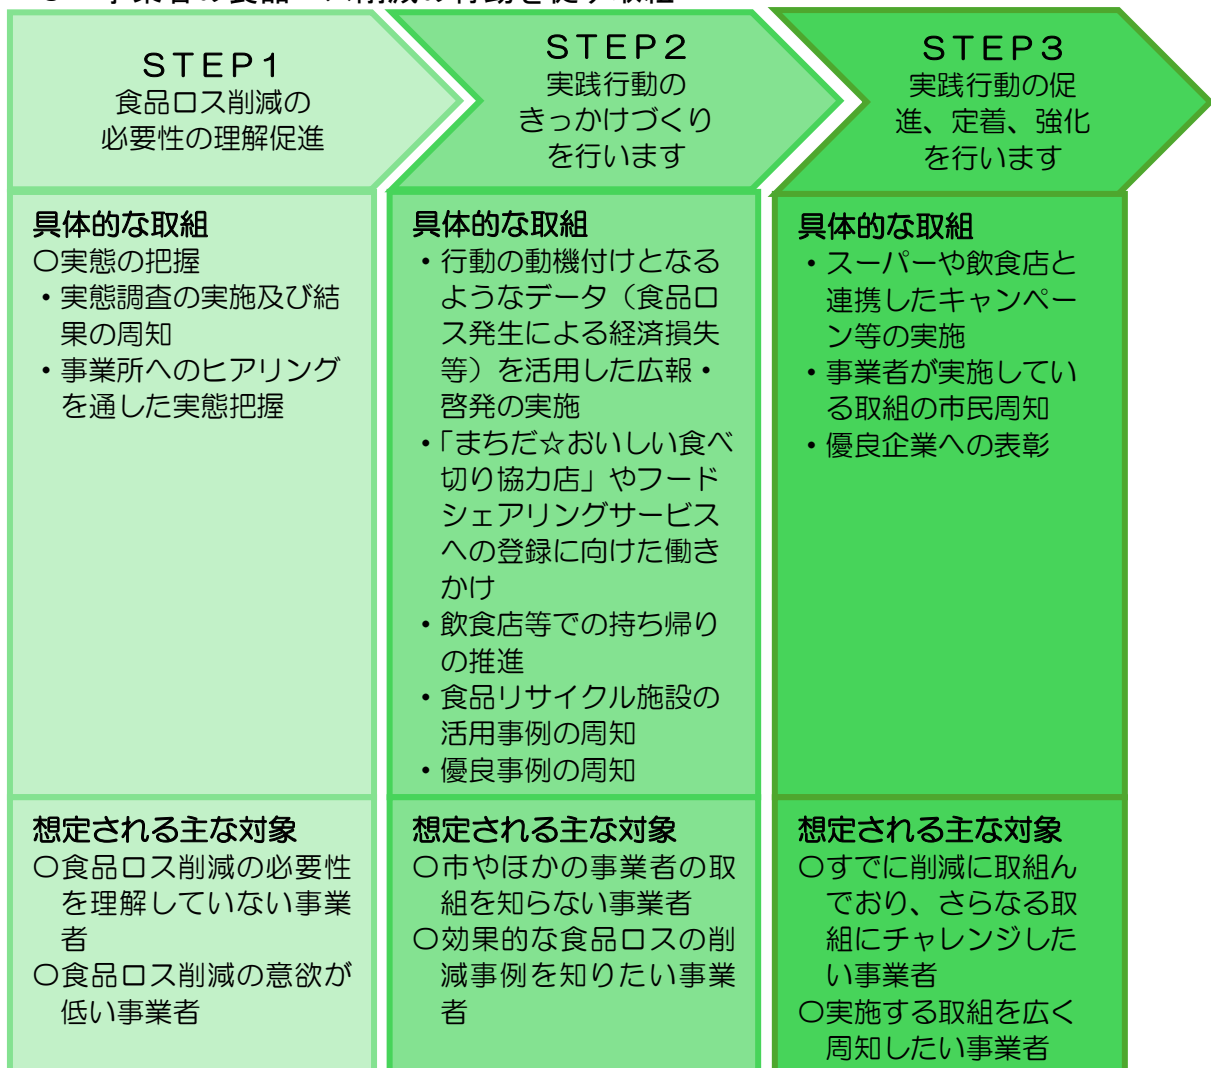 事業者の食品ロス削減の行動を促す取組
STEP1
食品ロス削減の
必要性の理解促進
STEP2
実践行動の
きっかけづくり
を行います
STEP3
実践行動の促
進、定着、強化
を行います
具体的な取組
〇実態の把握
・実態調査の実施及び結
果の周知
・事業所へのヒアリング
を通した実態把握
具体的な取組
・行動の動機付けとなる
ようなデータ(食品ロ
ス発生による経済損失
等)を活用した広報・
啓発の実施
・「まちだ☆おいしい食べ
切り協力店」やフード
シェアリングサービス
への登録に向けた働き
かけ
・飲食店等での持ち帰り
の推進
・食品リサイクル施設の
活用事例の周知
・優良事例の周知
具体的な取組
・スーパーや飲食店と
連携したキャンペー
ン等の実施
・事業者が実施してい
る取組の市民周知
・優良企業への表彰
想定される主な対象
〇食品ロス削減の必要性
を理解していない事業
者
〇食品ロス削減の意欲が
低い事業者
想定される主な対象
〇市やほかの事業者の取
組を知らない事業者
〇効果的な食品ロスの削
減事例を知りたい事業
者
想定される主な対象
〇すでに削減に取組ん
でおり、さらなる取
組にチャレンジした
い事業者
〇実施する取組を広く
周知したい事業者